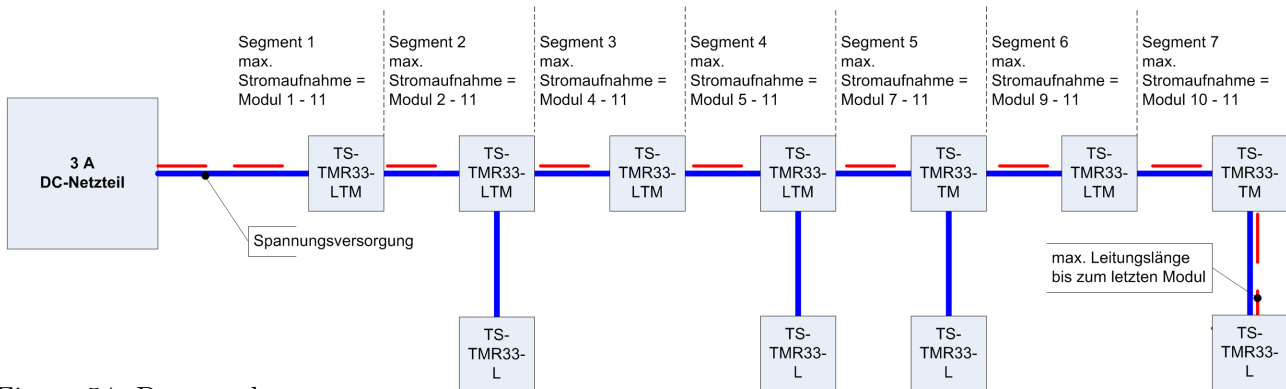 Segment 1
max.
Stromaufnahme =
Modul 1 - 11
Segment 2
max.
Stromaufnahme =
Modul 2 - 11
Segment 3
max.
Stromaufnahme =
Modul 4 - 11
Segment 4
max.
Stromaufnahme =
Modul 5 - 11
Segment 5
max.
Stromaufnahme =
Modul 7 - 11
Segment 6
max.
Stromaufnahme =
Modul 9 - 11
Segment 7
max.
Stromaufnahme =
Modul 10 - 11
3 A
DC-Netzteil
TS-
TMR33-
LTM
TS-
TMR33-
LTM
TS-
TMR33-
LTM
TS-
TMR33-
LTM
TS-
TMR33-
TM
TS-
TMR33-
LTM
TS-
TMR33-
TM
Spannungsversorgung
max. Leitungslänge
bis zum letzten Modul
TS-
TMR33-
L
TS-
TMR33-
L
TS-
TMR33-
L
TS-
TMR33-
L